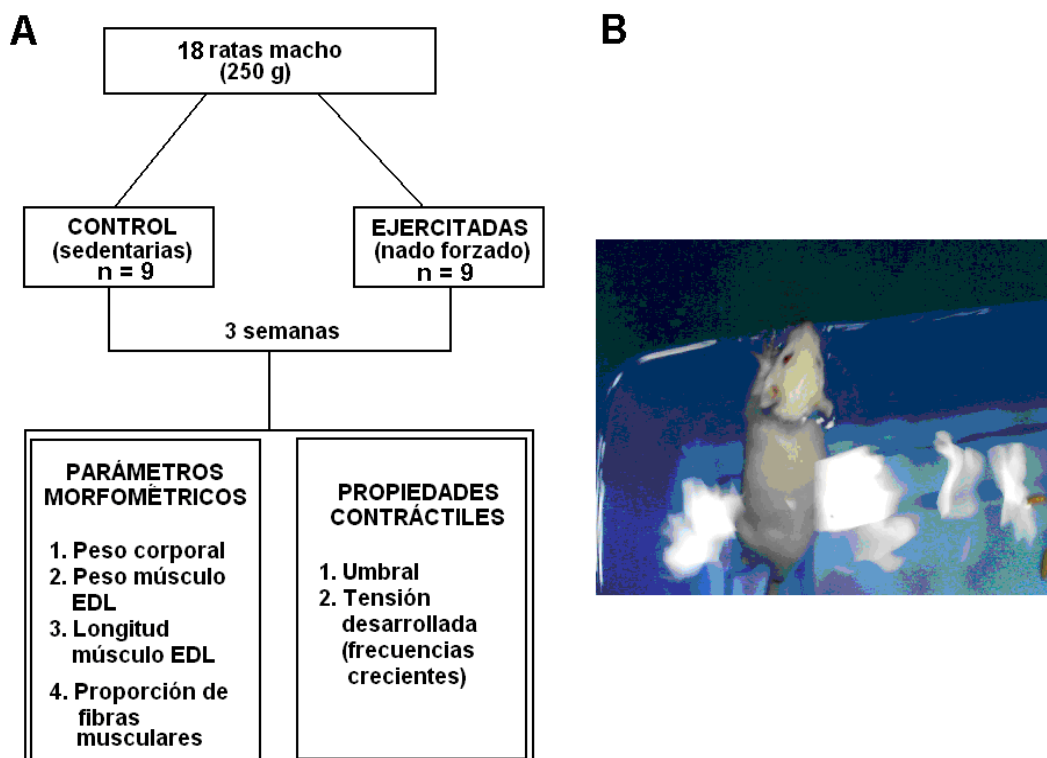 A
B
18 ratas macho
(250 g)
CONTROL
(sedentarias)
n = 9
EJERCITADAS
(nado forzado)
n = 9
3 semanas
PARÁMETROS
MORFOMÉTRICOS
1. Peso corporal
2. Peso músculo
EDL
3. Longitud
músculo EDL
4. Proporción de
fibras
musculares
PROPIEDADES
CONTRÁCTILES
1. Umbral
2. Tensión
desarrollada
(frecuencias
crecientes)